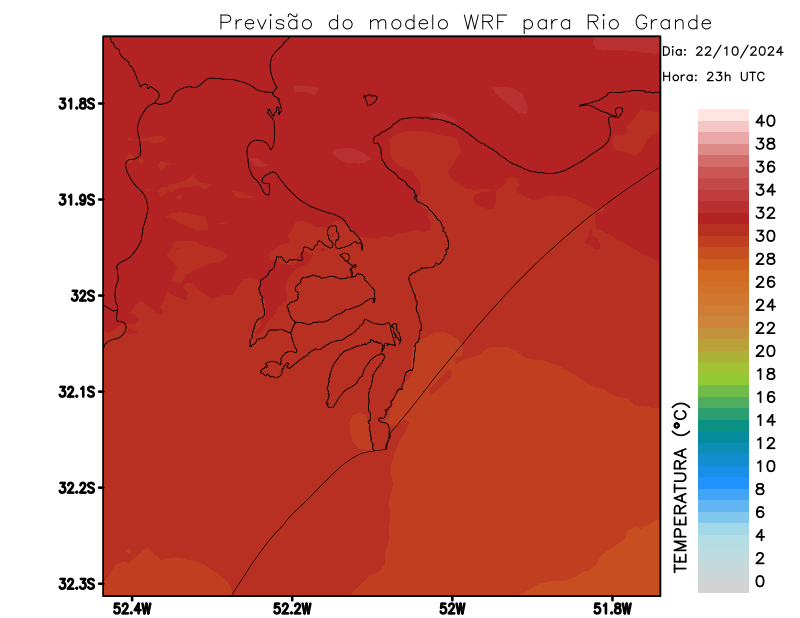 Previsão do modelo WRF para Rio Grande
Dia: 22/10/2024
Hora: 23h UTC
31.8S
31.9S
32S
32.1S
32.2S
32.3S
52.4W
52.2W
52W
51.8W
TEMPERATURA (°C)
40
38
36
34
32
30
28
26
24
22
20
18
16
14
12
10
8
6
4
2
0